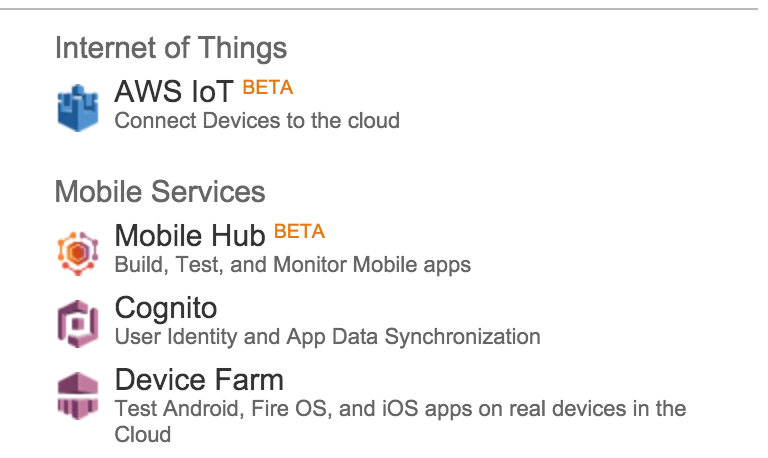 Internet of Things
AWS IoT BETA
Connect Devices to the cloud
Mobile Services
Mobile Hub BETA
Build, Test, and Monitor Mobile apps
Cognito
User Identity and App Data Synchronization
Device Farm
Test Android, Fire OS, and iOS apps on real devices in the
Cloud